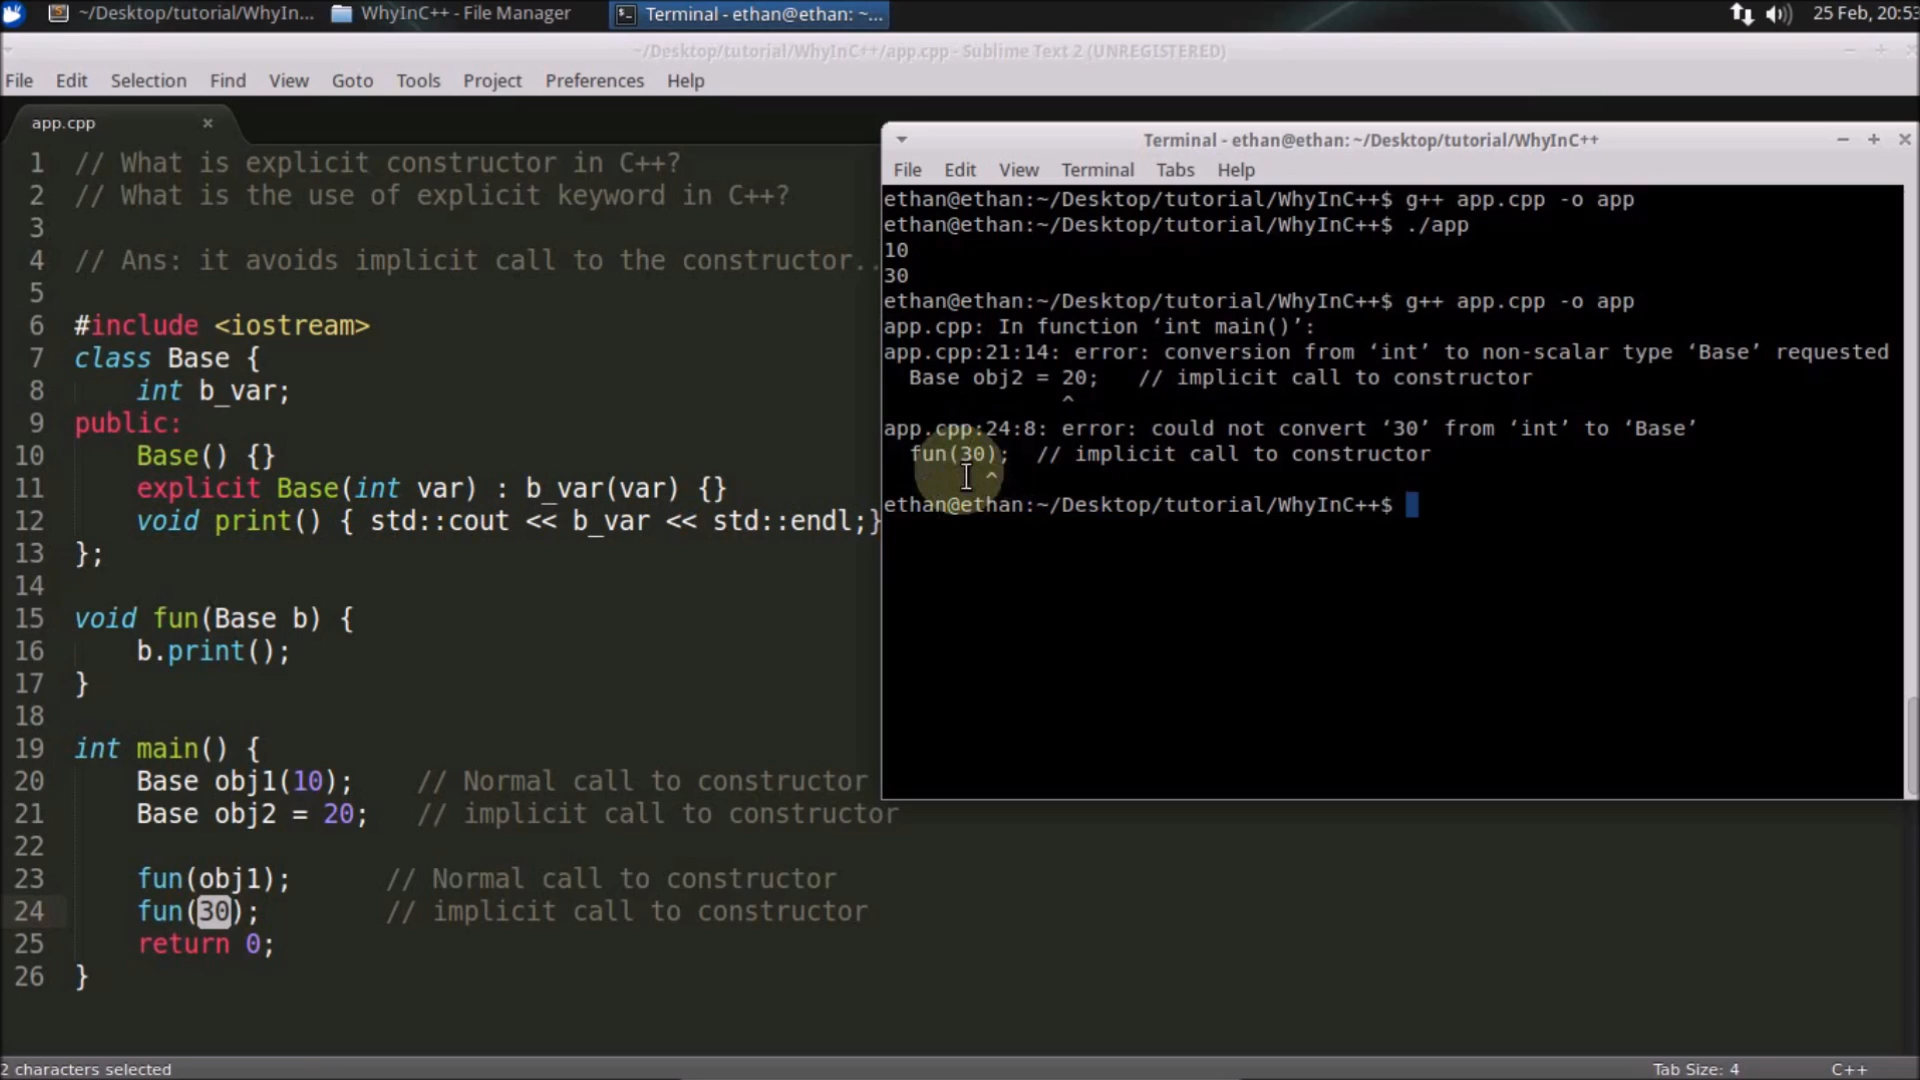 ~/Desktop/tutorial/WhyIn... WhyInC++ - File Manager Terminal - ethan@ethan: ~... 25 Feb, 20:53
~/Desktop/tutorial/WhyInC++/app.cpp - Sublime Text 2 (UNREGISTERED)
File Edit Selection Find View Goto Tools Project Preferences Help
app.cpp ×
1 // What is explicit constructor in C++?
2 // What is the use of explicit keyword in C++?
3
4 // Ans: it avoids implicit call to the constructor..
5
6 #include <iostream>
7 class Base {
8 int b_var;
9 public:
10 Base() {}
11 explicit Base(int var) : b_var(var) {}
12 void print() { std::cout << b_var << std::endl;}
13 };
14
15 void fun(Base b) {
16 b.print();
17 }
18
19 int main() {
20 Base obj1(10); // Normal call to constructor
21 Base obj2 = 20; // implicit call to constructor
22
23 fun(obj1); // Normal call to constructor
24 fun(30); // implicit call to constructor
25 return 0;
26 }
Terminal - ethan@ethan: ~/Desktop/tutorial/WhyInC++
File Edit View Terminal Tabs Help
ethan@ethan:~/Desktop/tutorial/WhyInC++$ g++ app.cpp -o app
ethan@ethan:~/Desktop/tutorial/WhyInC++$ ./app
10
30
ethan@ethan:~/Desktop/tutorial/WhyInC++$ g++ app.cpp -o app
app.cpp: In function ‘int main()’:
app.cpp:21:14: error: conversion from ‘int’ to non-scalar type ‘Base’ requested
Base obj2 = 20; // implicit call to constructor
^
app.cpp:24:8: error: could not convert ‘30’ from ‘int’ to ‘Base’
fun(30); // implicit call to constructor
^
ethan@ethan:~/Desktop/tutorial/WhyInC++$
2 characters selected Tab Size: 4 C++